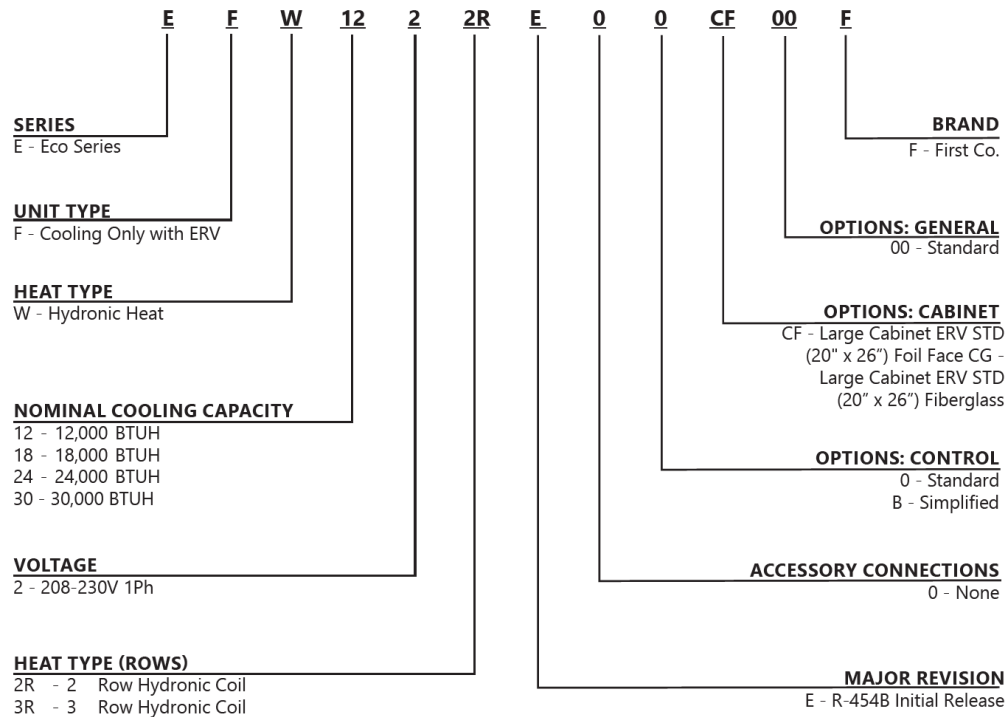 E F W 12 2 2R E 0 0 CF 00 F
SERIES
E - Eco Series
UNIT TYPE
F - Cooling Only with ERV
HEAT TYPE
W - Hydronic Heat
NOMINAL COOLING CAPACITY
12 - 12,000 BTUH
18 - 18,000 BTUH
24 - 24,000 BTUH
30 - 30,000 BTUH
VOLTAGE
2 - 208-230V 1Ph
HEAT TYPE (ROWS)
2R - 2 Row Hydronic Coil
3R - 3 Row Hydronic Coil
BRAND
F - First Co.
OPTIONS: GENERAL
00 - Standard
OPTIONS: CABINET
CF - Large Cabinet ERV STD
(20" x 26”) Foil Face CG -
Large Cabinet ERV STD
(20” x 26”) Fiberglass
OPTIONS: CONTROL
0 - Standard
B - Simplified
ACCESSORY CONNECTIONS
0 - None
MAJOR REVISION
E - R-454B Initial Release